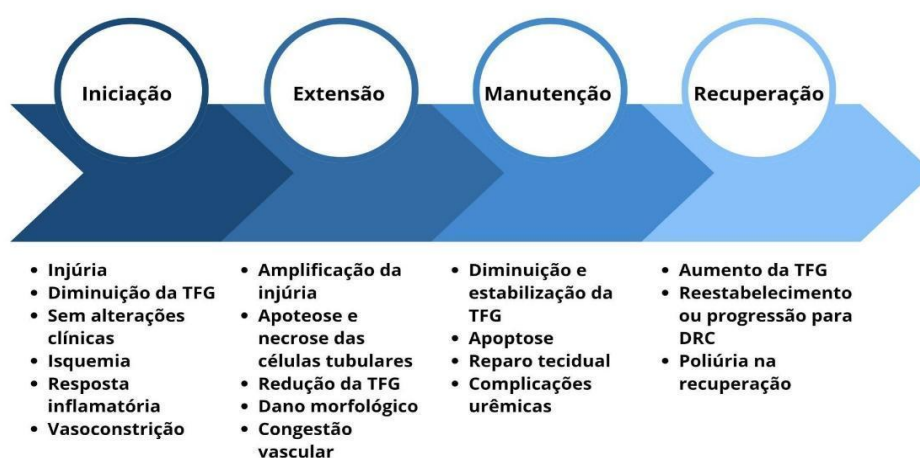 Iniciação
Extensão
Manutenção
Recuperação
• Injúria
• Diminuição da TFG
• Sem alterações
clínicas
• Isquemia
• Resposta
inflamatória
• Vasoconstrição
• Amplificação da
injúria
• Apoteose e
necrose das
células tubulares
• Redução da TFG
• Dano morfológico
• Congestão
vascular
• Diminuição e
estabilização da
TFG
• Apoptose
• Reparo tecidual
• Complicações
urêmicas
• Aumento da TFG
• Reestabelecimento
ou progressão para
DRC
• Poliúria na
recuperação